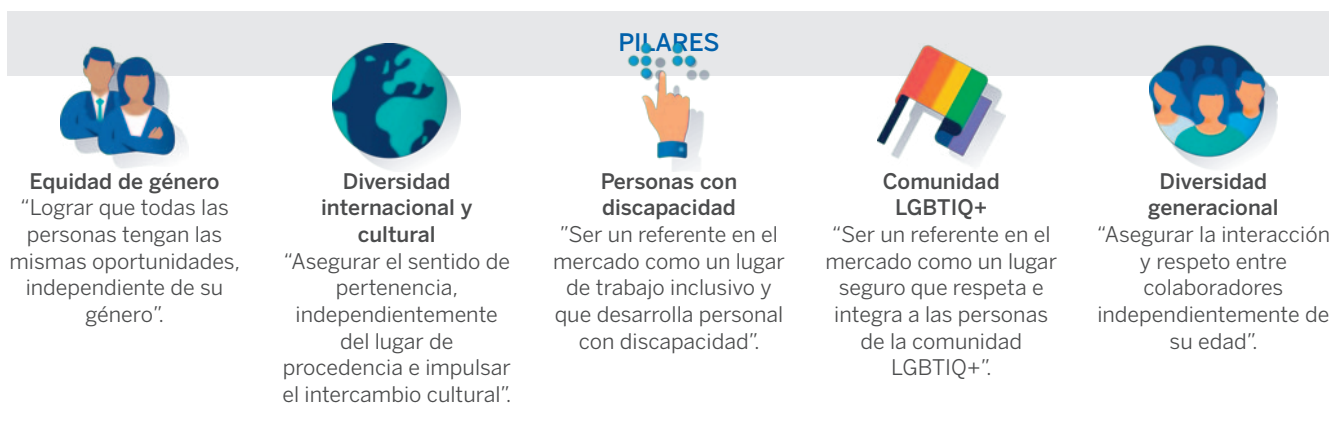 PILARES
Equidad de género
“Lograr que todas las
personas tengan las
mismas oportunidades,
independiente de su
género”.
Diversidad
internacional y
cultural
“Asegurar el sentido de
pertenencia,
independientemente
del lugar de
procedencia e impulsar
el intercambio cultural”.
Personas con
discapacidad
”Ser un referente en el
mercado como un lugar
de trabajo inclusivo y
que desarrolla personal
con discapacidad”.
Comunidad
LGBTIQ+
“Ser un referente en el
mercado como un lugar
seguro que respeta e
integra a las personas
de la comunidad
LGBTIQ+”.
Diversidad
generacional
“Asegurar la interacción
y respeto entre
colaboradores
independientemente de
su edad”.